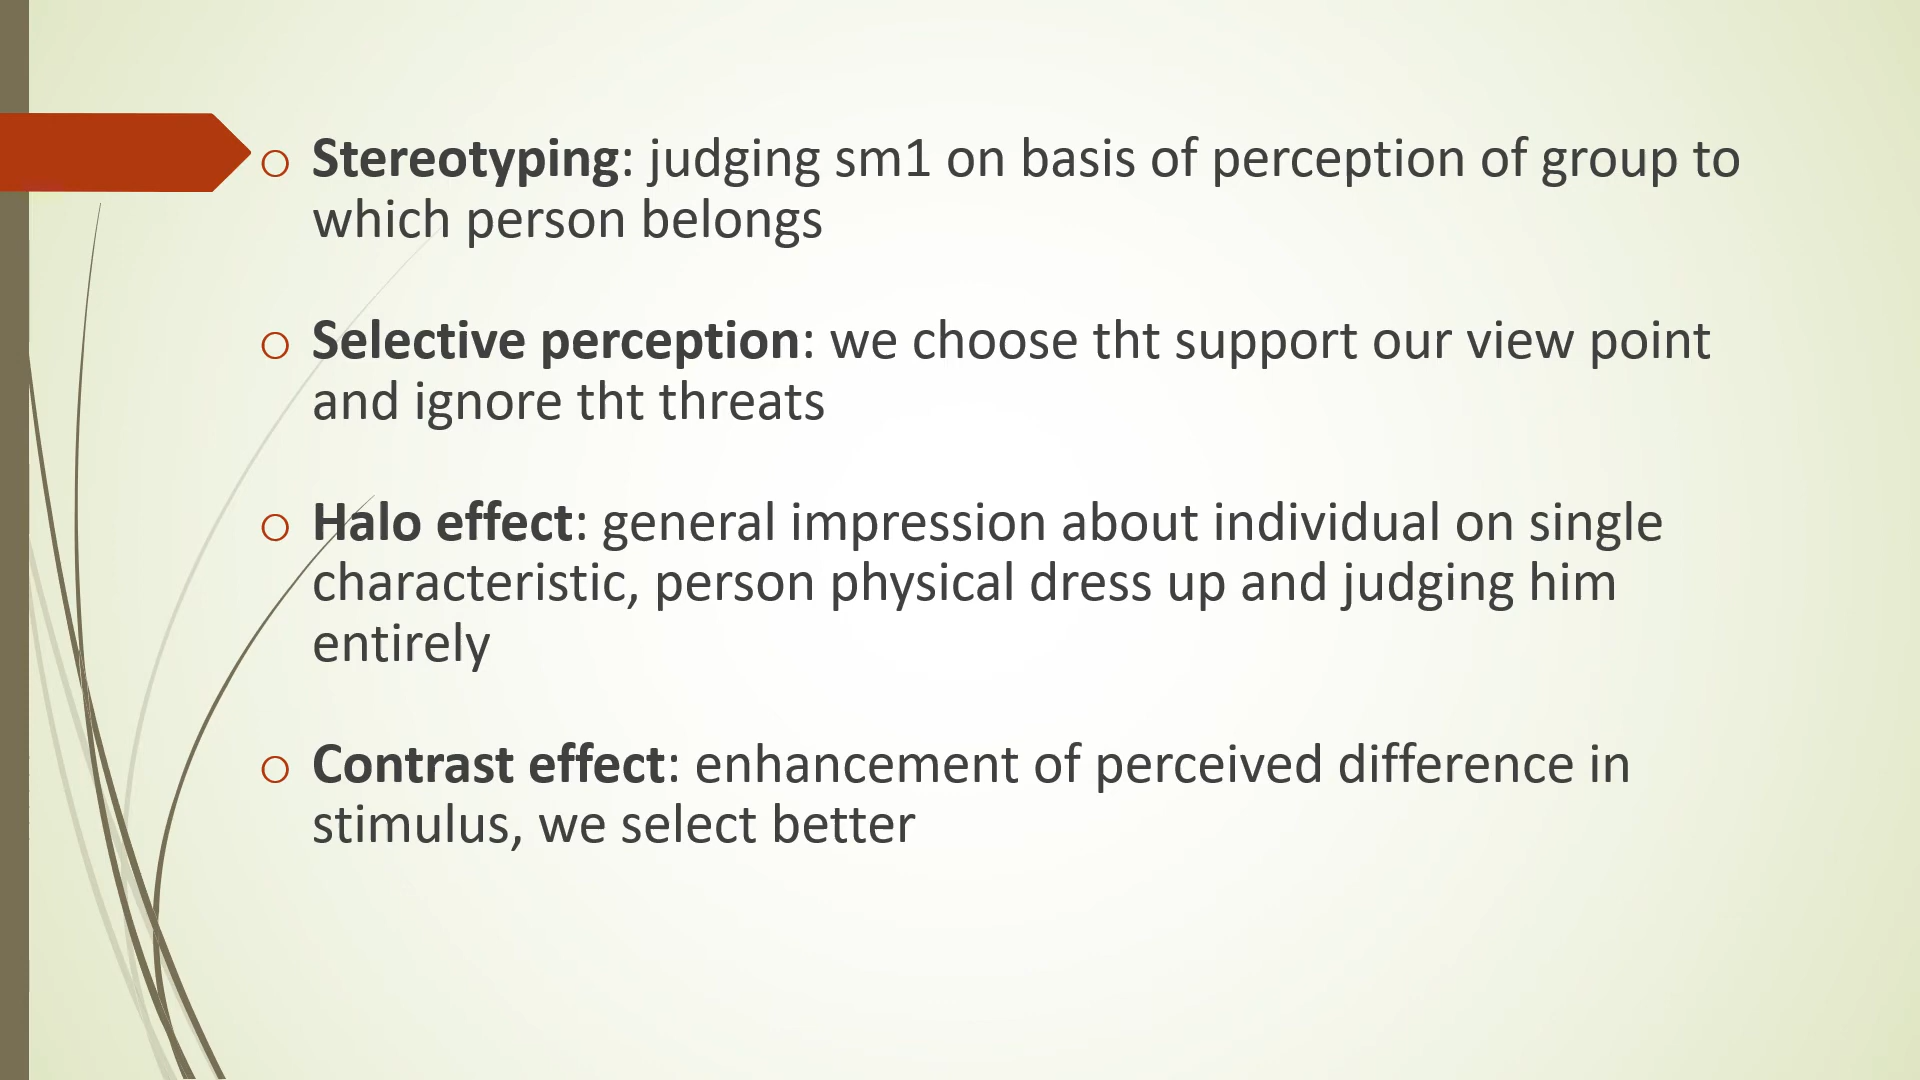 Stereotyping: judging sm1 on basis of perception of group to
which person belongs
Selective perception: we choose tht support our view point
and ignore tht threats
Halo effect: general impression about individual on single
characteristic, person physical dress up and judging him
entirely
Contrast effect: enhancement of perceived difference in
stimulus, we select better